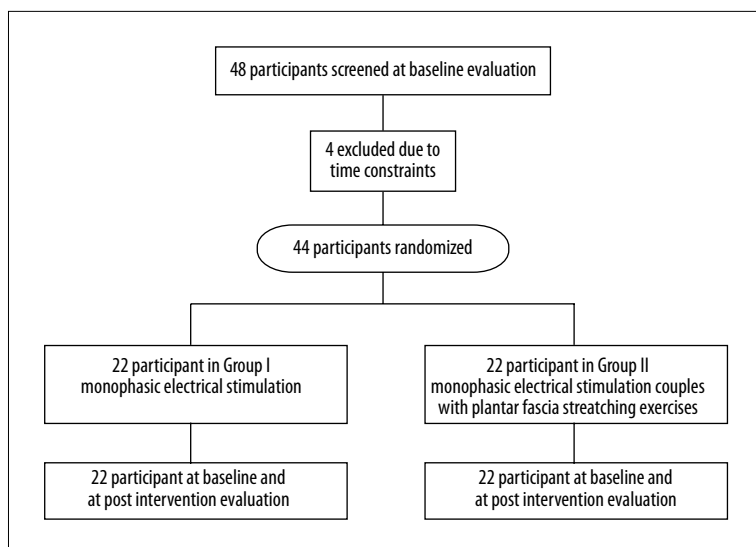 48 participants screened at baseline evaluation
4 excluded due to
time constraints
44 participants randomized
22 participant in Group I
monophasic electrical stimulation
22 participant in Group II
monophasic electrical stimulation couples
with plantar fascia streatching exercises
22 participant at baseline and
at post intervention evaluation
22 participant at baseline and
at post intervention evaluation